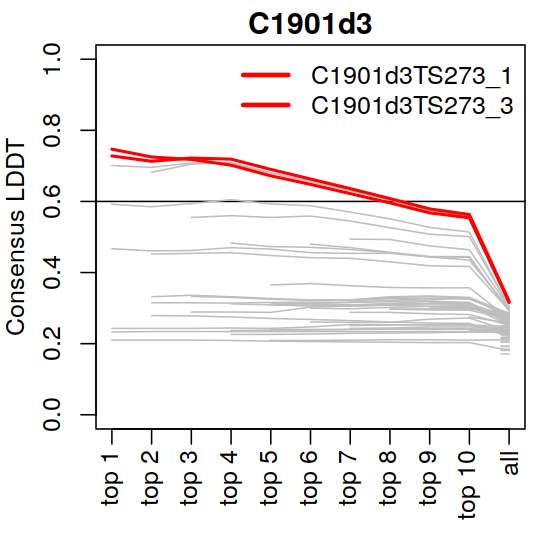 C1901d3
C1901d3TS273_1
C1901d3TS273_3
Consensus LDDT
1.0
0.8
0.6
0.4
0.2
0.0
top 1
top 2
top 3
top 4
top 5
top 6
top 7
top 8
top 9
top 10
all